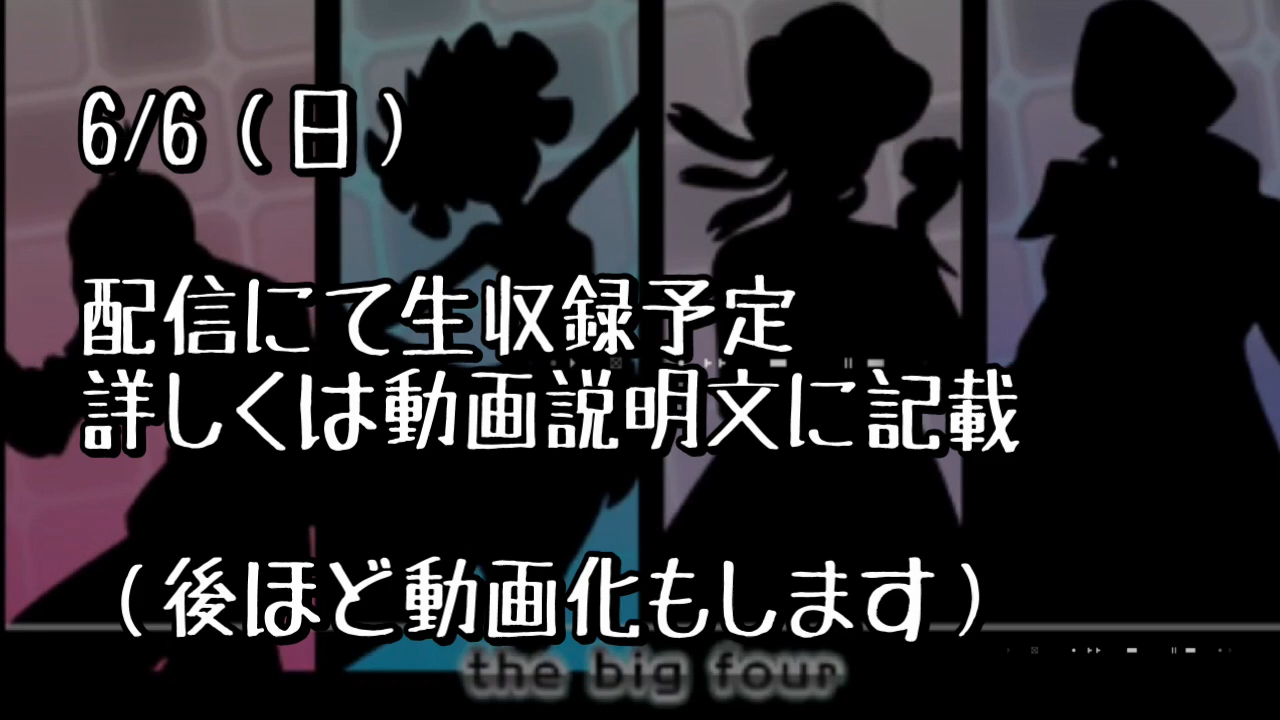 6/6(日)
配信にて生収録予定
詳しくは動画説明文に記載
(後ほど動画化もします)
the big four